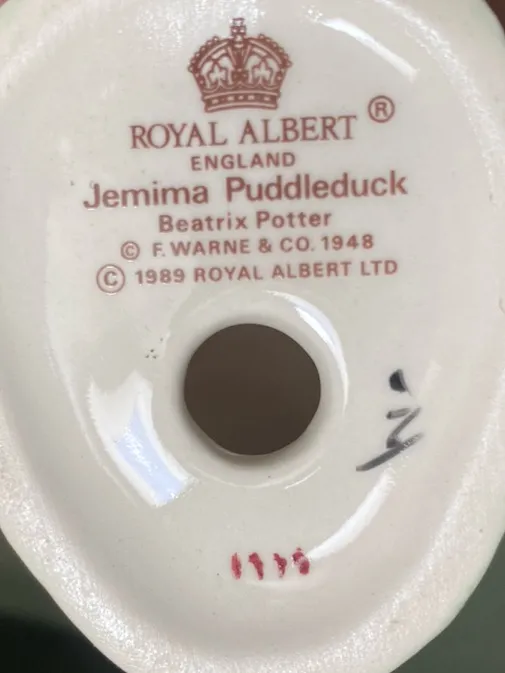 ROYAL ALBERT ®
ENGLAND
Jemima Puddleduck
Beatrix Potter
© F. WARNE & CO. 1948
© 1989 ROYAL ALBERT LTD